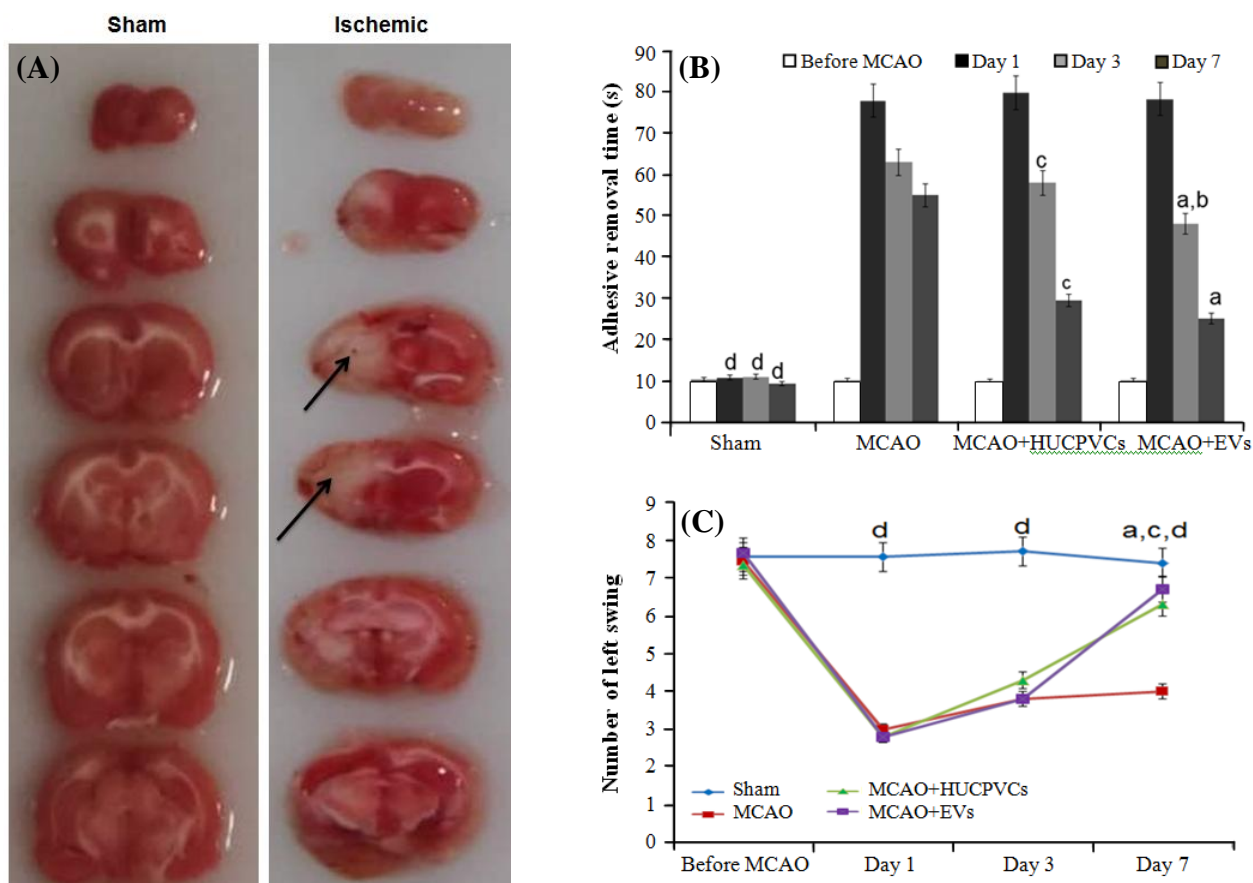 Sham
Ischemic
(A)
(B)
Adhesive removal time (s)
90
80
70
60
50
40
30
20
10
0
Before MCAO Day 1 Day 3 Day 7
d d d
c
c
a,b
a
Sham MCAO MCAO+HUCPVCs MCAO+EVs
(C)
Number of left swing
9
8
7
6
5
4
3
2
1
0
d d a,c,d
Sham MCAO+HUCPVCs
MCAO MCAO+EVs
Before MCAO Day 1 Day 3 Day 7